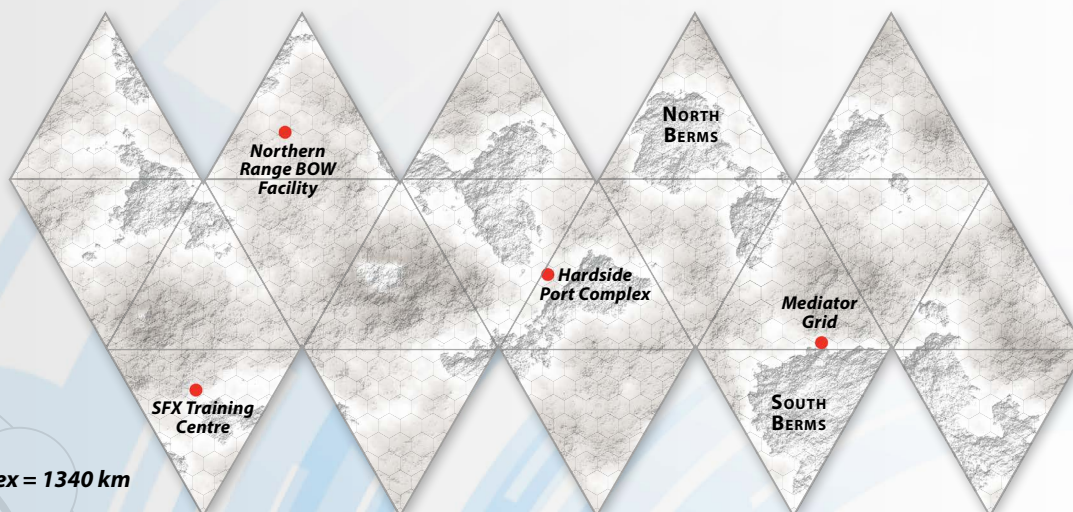 NORTH
BERMS
Northern
Range BOW
Facility
Hardside
Port Complex
Mediator
Grid
SFX Training
Centre
SOUTH
BERMS
ex = 1340 km